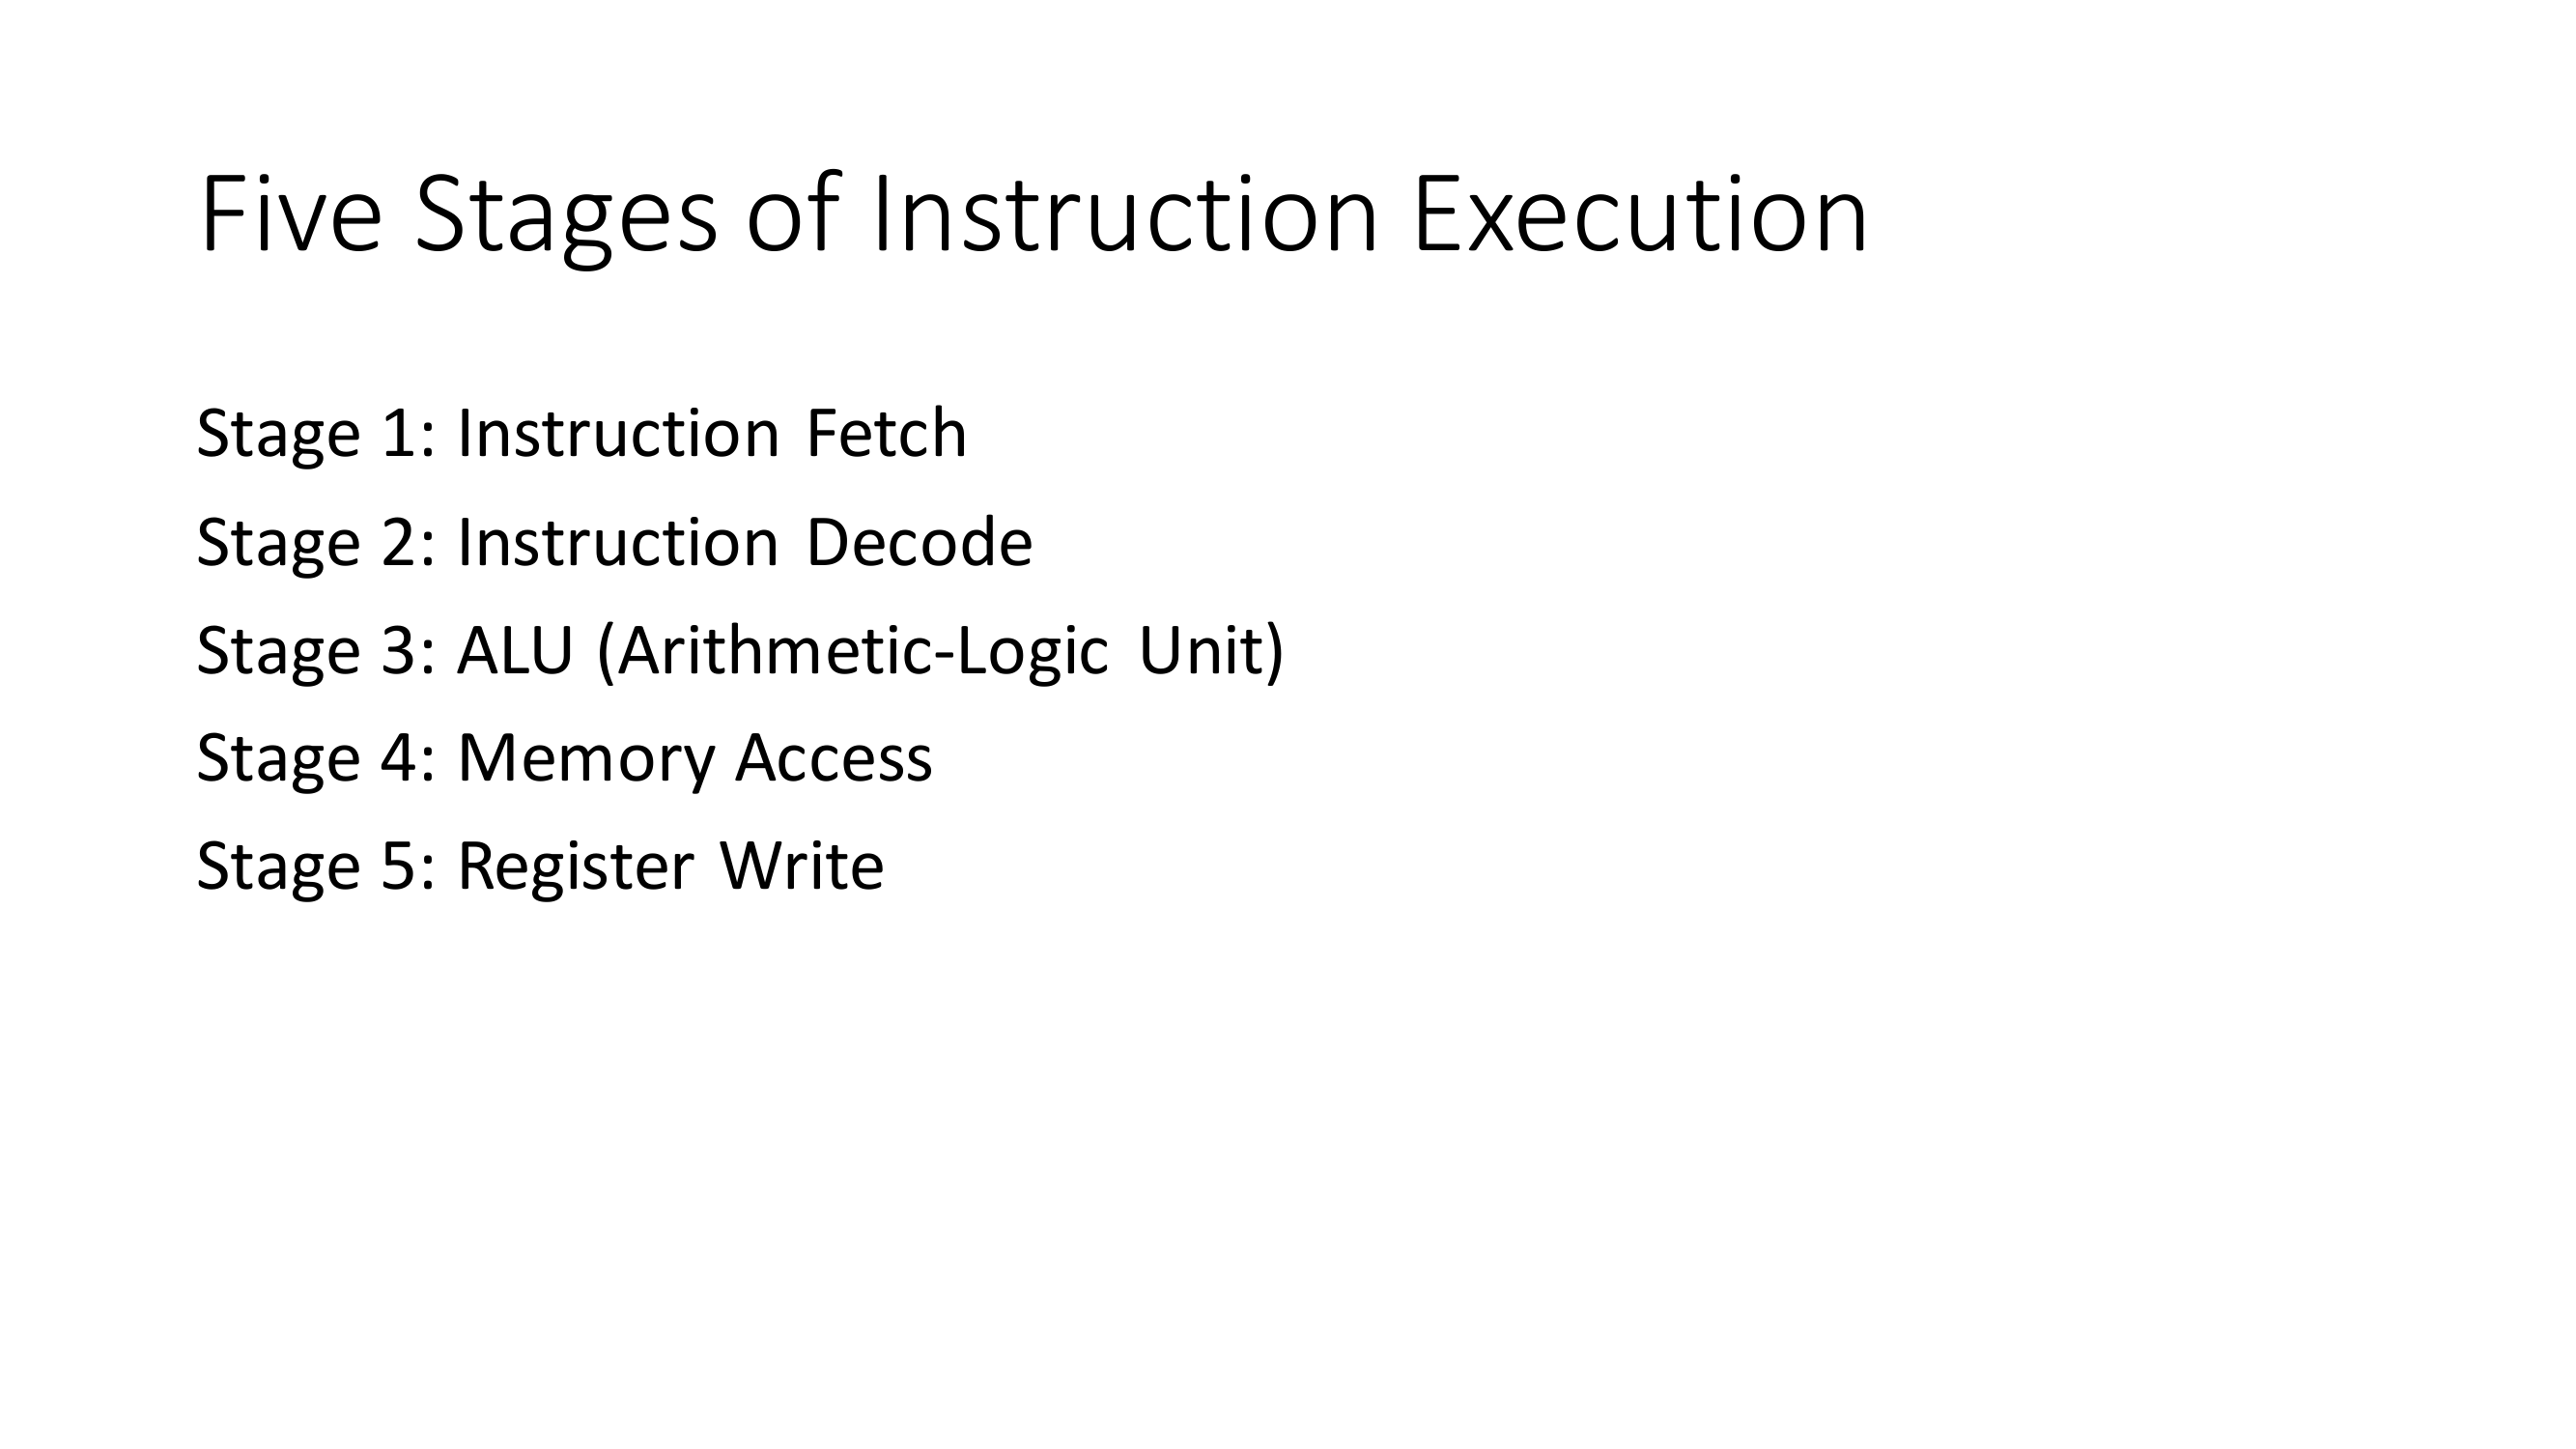 Five Stages of Instruction Execution
Stage 1: Instruction Fetch
Stage 2: Instruction Decode
Stage 3: ALU (Arithmetic-Logic Unit)
Stage 4: Memory Access
Stage 5: Register Write